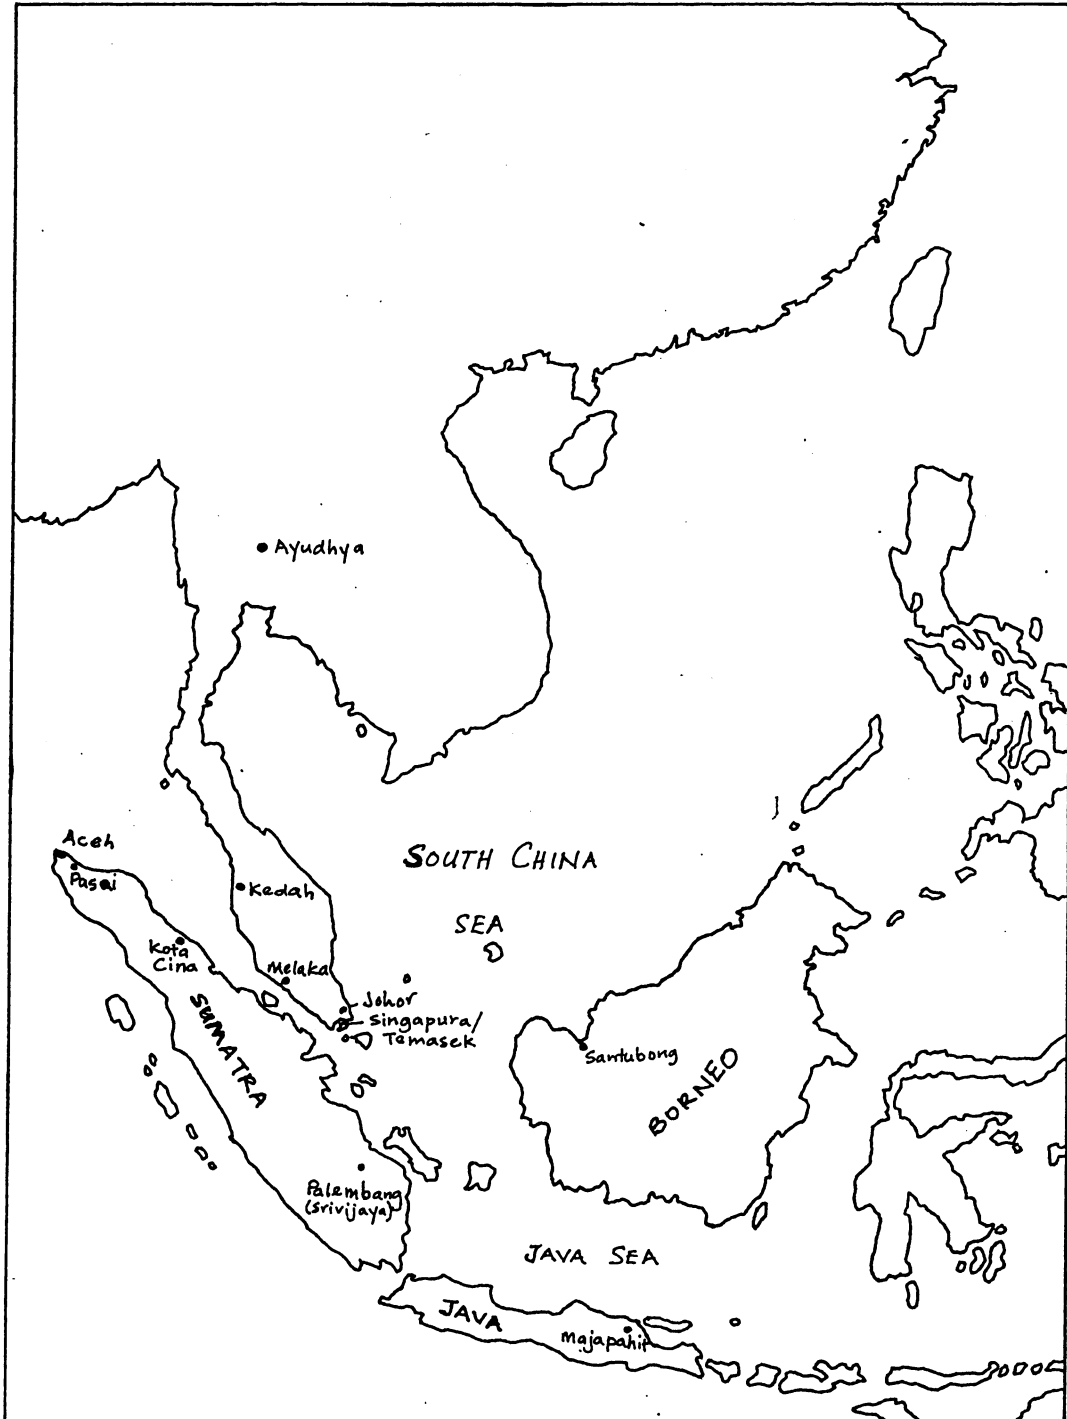 Ayudhya
Aceh
Pasai
SOUTH CHINA
SEA
Kedah
Kota
Cina
Melaka
Johor
Singapura/
Temasek
SUMATRA
Santubong
BORNEO
Palembang
(Srivijaya)
JAVA SEA
JAVA
Majapahit